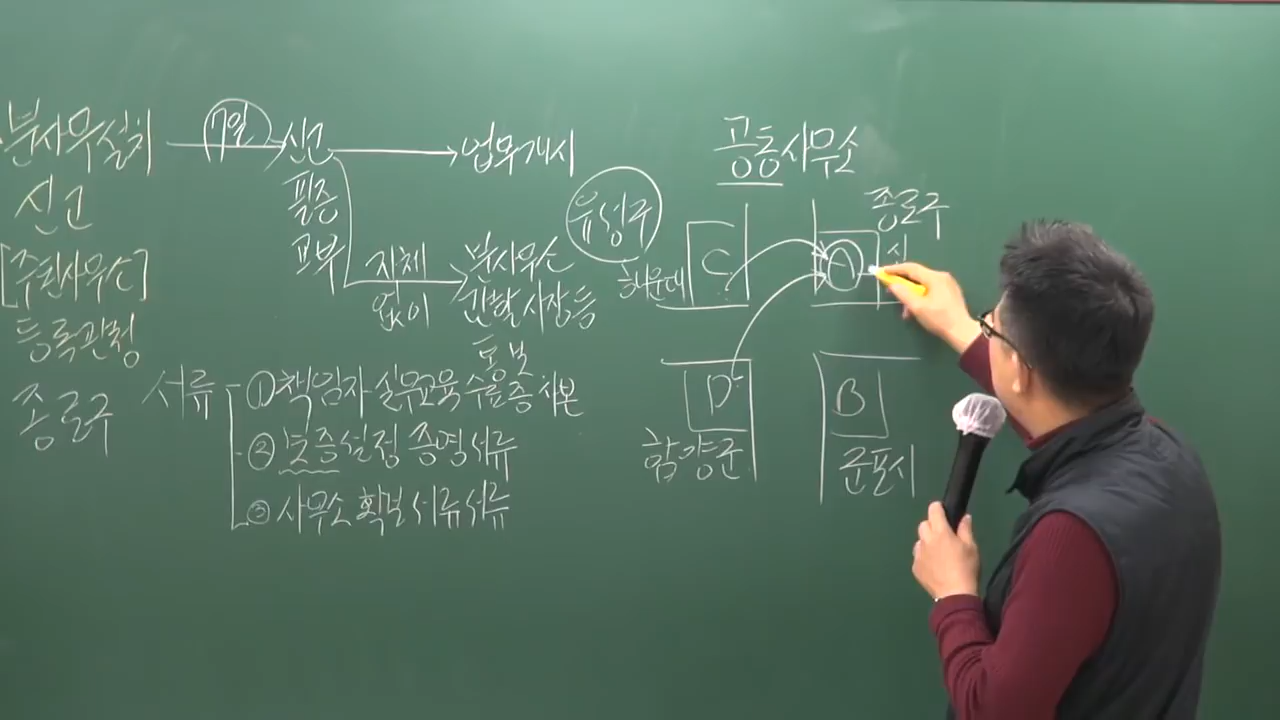 분사무설치
신고
[주된사무소]
등록관청
종로구
7일
신고
필증
교부
업무개시
지체
없이
분사무소
관할 시장등
통보
서류
① 책임자 실무교육 수료증 사본
② 보증설정 증명서류
③ 사무소 확보 서류 서류
유성구
공동사무소
종로구
해운대
C
A
D
B
함양군
군포시